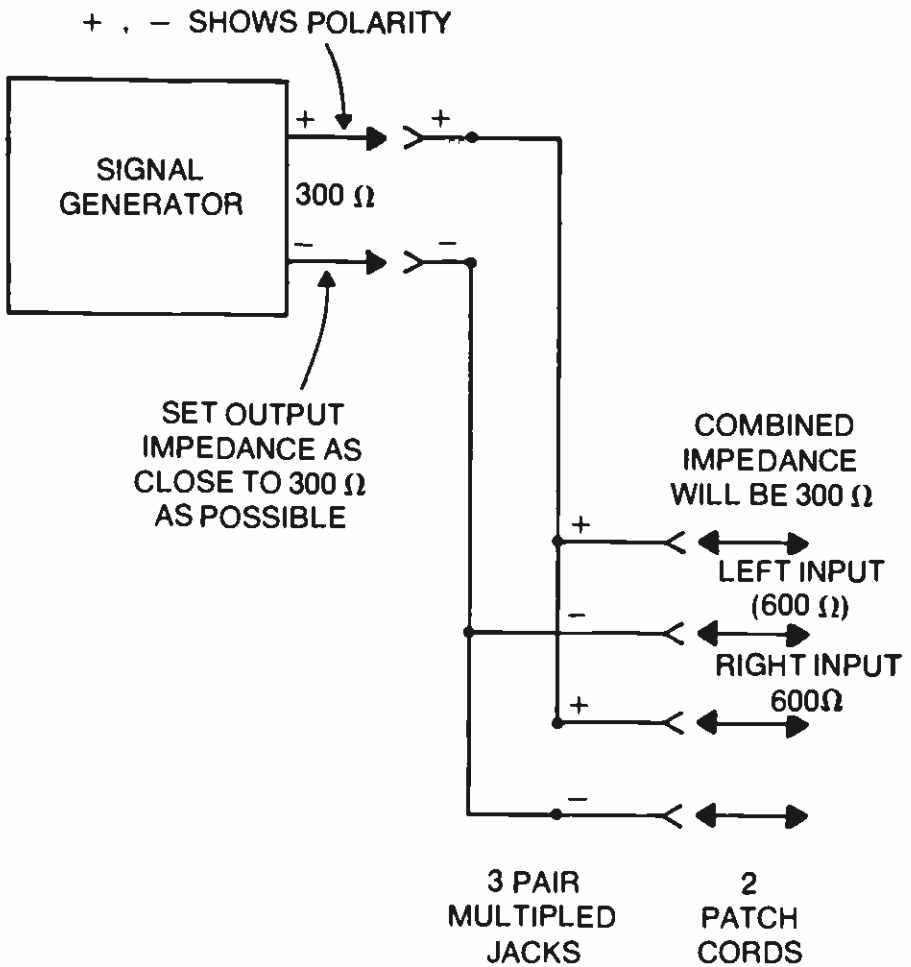 + , − SHOWS POLARITY
SIGNAL
GENERATOR
+
+
300 Ω
−
−
SET OUTPUT
IMPEDANCE AS
CLOSE TO 300 Ω
AS POSSIBLE
COMBINED
IMPEDANCE
WILL BE 300 Ω
+
LEFT INPUT
(600 Ω)
−
RIGHT INPUT
600Ω
+
−
3 PAIR
MULTIPLED
JACKS
2
PATCH
CORDS